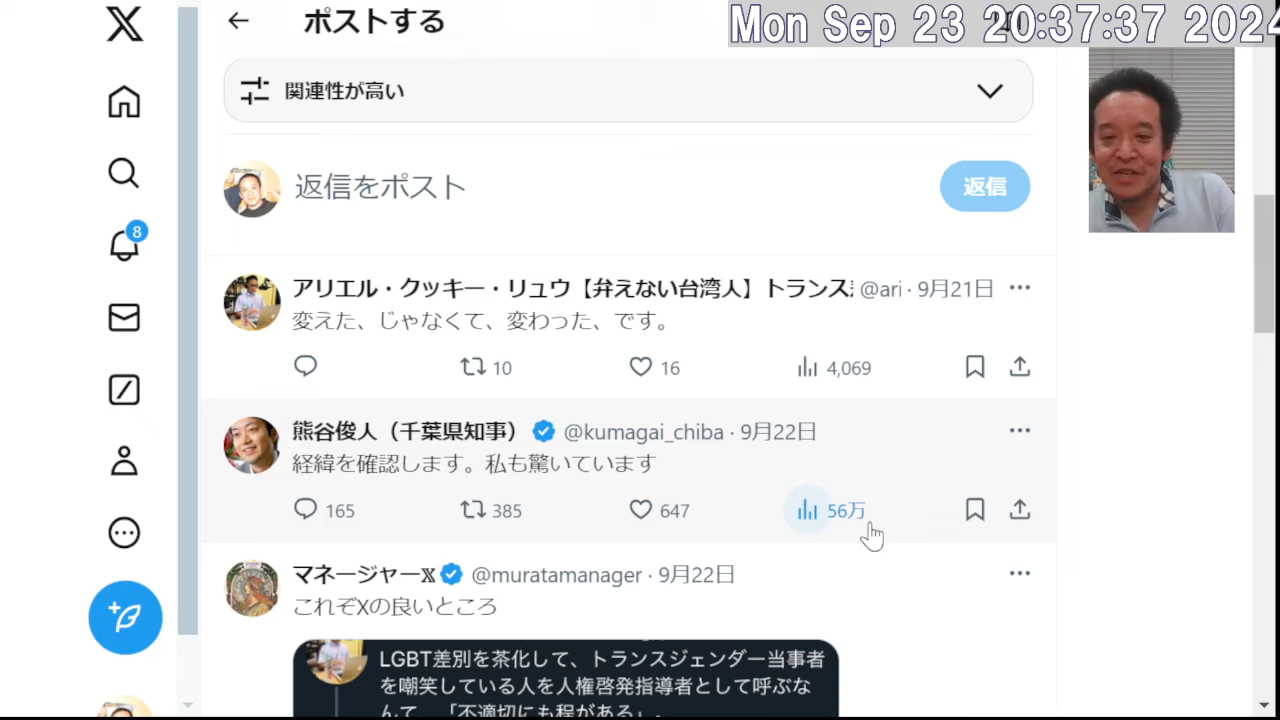 ポストする
Mon Sep 23 20:37:37 2024
関連性が高い
返信をポスト
返信
8
アリエル・クッキー・リュウ【弁えない台湾人】トランス @ari · 9月21日
変えた、じゃなくて、変わった、です。
10 16 4,069
熊谷俊人（千葉県知事） @kumagai_chiba · 9月22日
経緯を確認します。私も驚いています
165 385 647 56万
マネージャー𝕏 @muratamanager · 9月22日
これぞXの良いところ
LGBT差別を茶化して、トランスジェンダー当事者
を嘲笑している人を人権啓発指導者として呼ぶな
んて、「不適切にも程がある」。